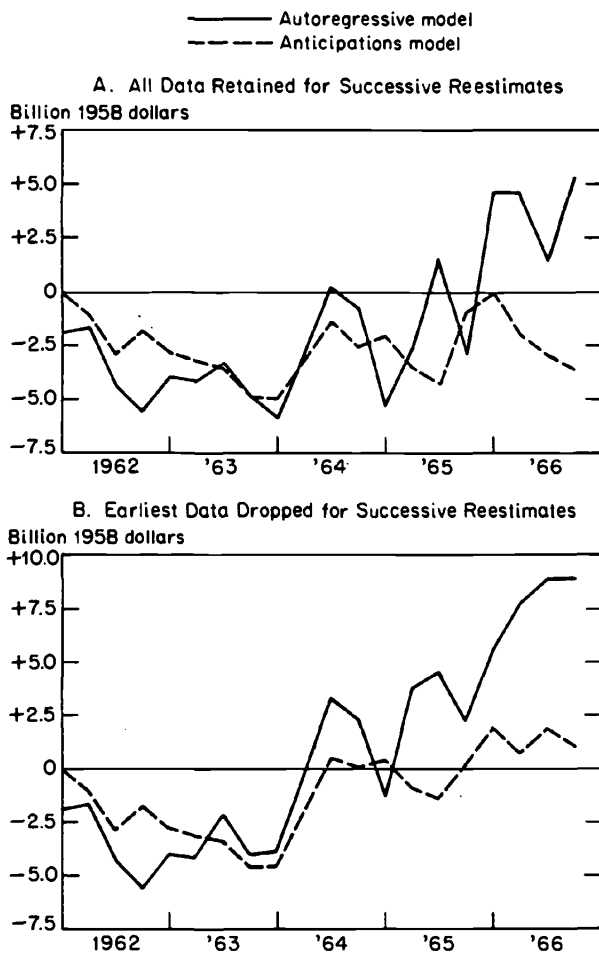 Autoregressive model
Anticipations model
A. All Data Retained for Successive Reestimates
Billion 1958 dollars
+7.5
+5.0
+2.5
0
-2.5
-5.0
-7.5
1962 '63 '64 '65 '66
B. Earliest Data Dropped for Successive Reestimates
Billion 1958 dollars
+10.0
+7.5
+5.0
+2.5
0
-2.5
-5.0
-7.5
1962 '63 '64 '65 '66